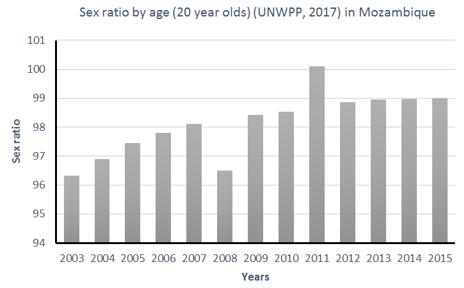 Sex ratio by age (20 year olds) (UNWPP, 2017) in Mozambique
101
100
99
98
97
96
95
94
Sex ratio
2003 2004 2005 2006 2007 2008 2009 2010 2011 2012 2013 2014 2015
Years